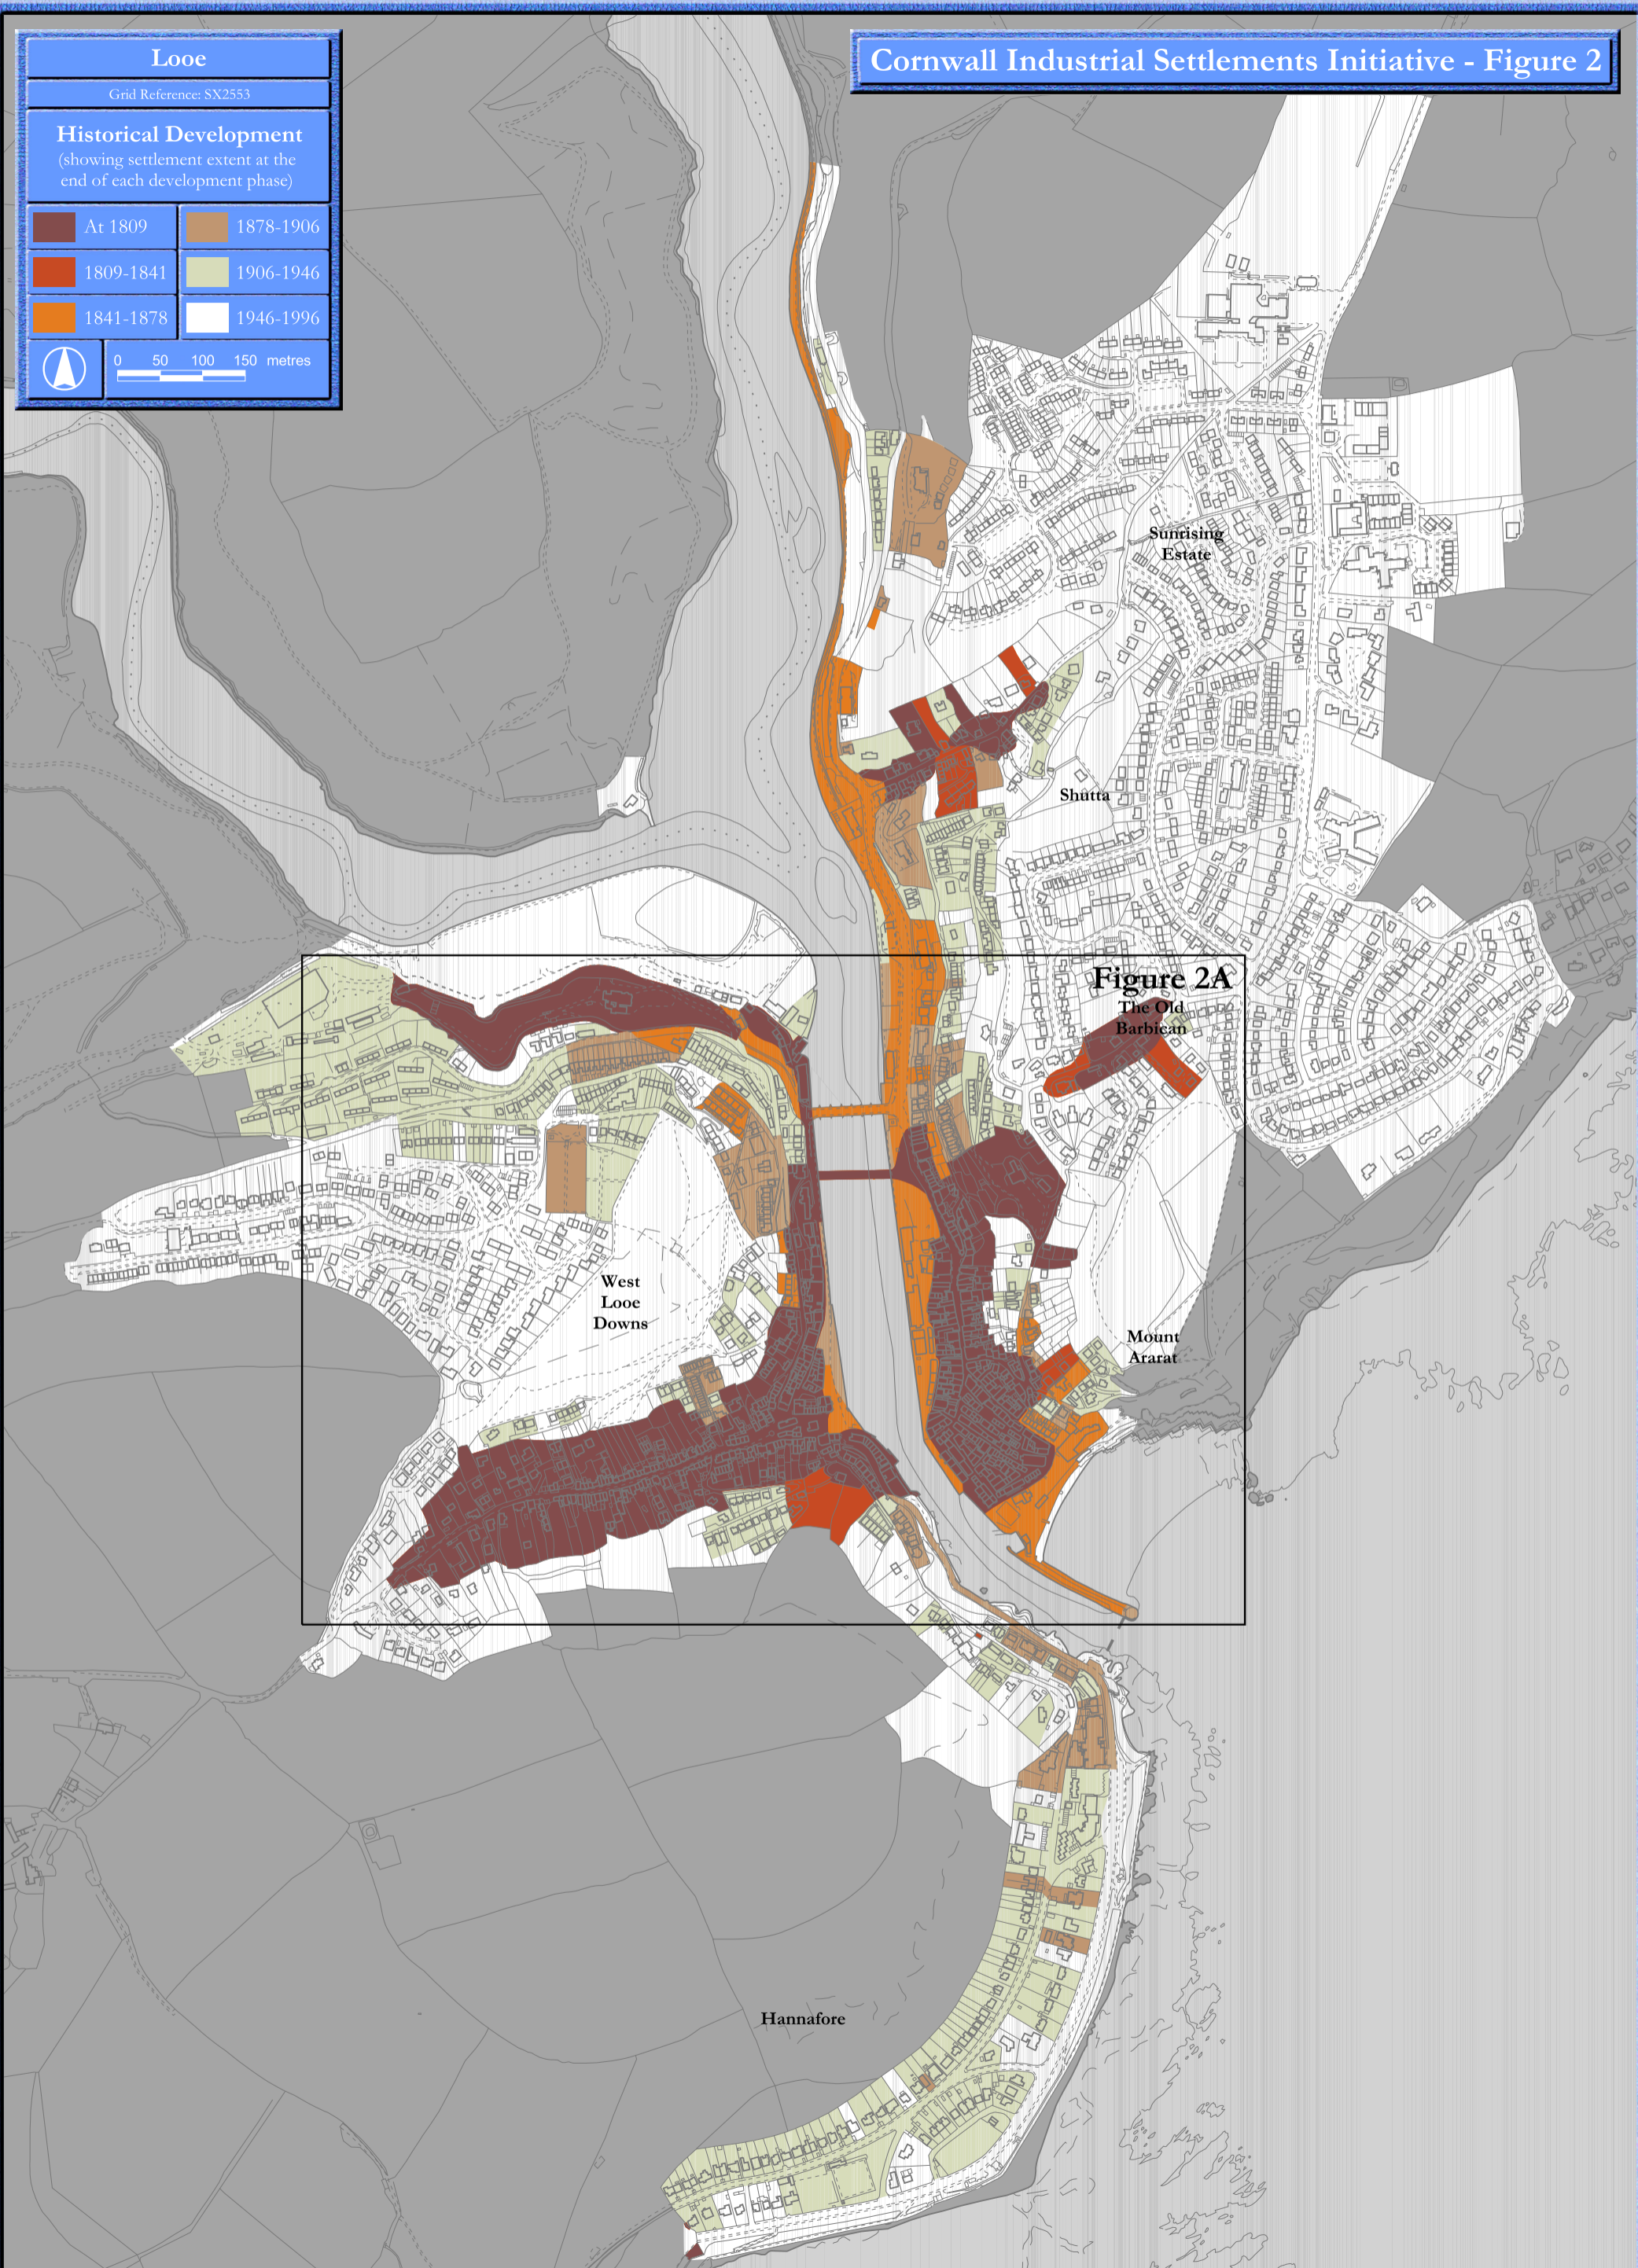 Looe
Grid Reference: SX2553
Historical Development
(showing settlement extent at the
end of each development phase)
At 1809
1878-1906
1809-1841
1906-1946
1841-1878
1946-1996
0 50 100 150 metres
Cornwall Industrial Settlements Initiative - Figure 2
Sunrising
Estate
Shutta
Figure 2A
The Old
Barbican
West
Looe
Downs
Mount
Ararat
Hannafore